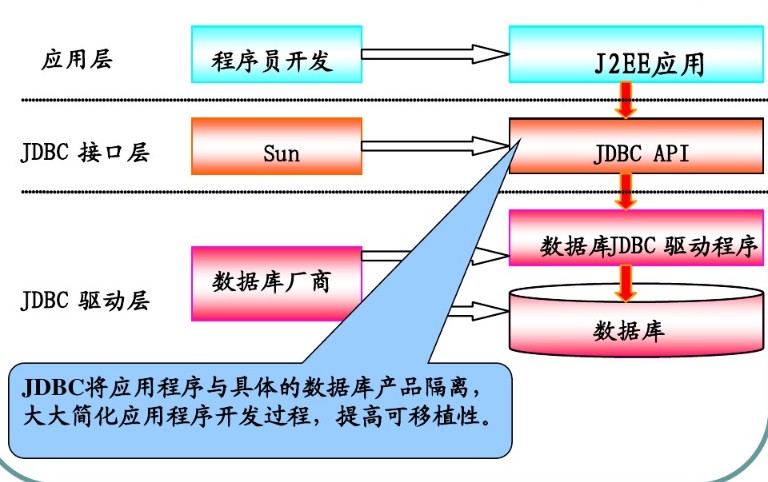 应用层
程序员开发
J2EE应用
JDBC 接口层
Sun
JDBC API
数据库JDBC 驱动程序
JDBC 驱动层
数据库厂商
数据库
JDBC将应用程序与具体的数据库产品隔离，
大大简化应用程序开发过程，提高可移植性。